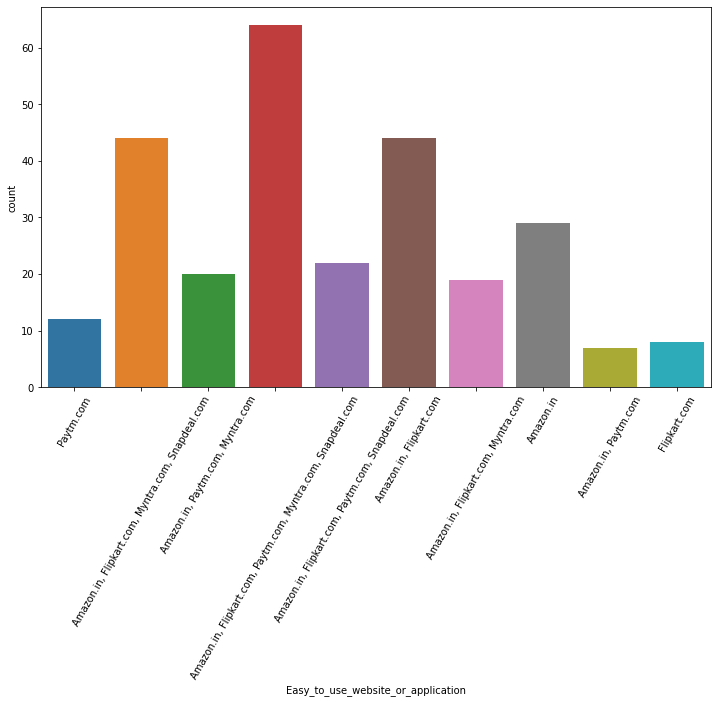 60
50
40
30
20
10
0
count
Paytm.com
Amazon.in, Flipkart.com, Myntra.com, Snapdeal.com
Amazon.in, Paytm.com, Myntra.com
Amazon.in, Flipkart.com, Paytm.com, Myntra.com, Snapdeal.com
Amazon.in, Flipkart.com, Paytm.com, Snapdeal.com
Amazon.in, Flipkart.com
Amazon.in, Flipkart.com, Myntra.com
Amazon.in
Amazon.in, Paytm.com
Flipkart.com
Easy_to_use_website_or_application